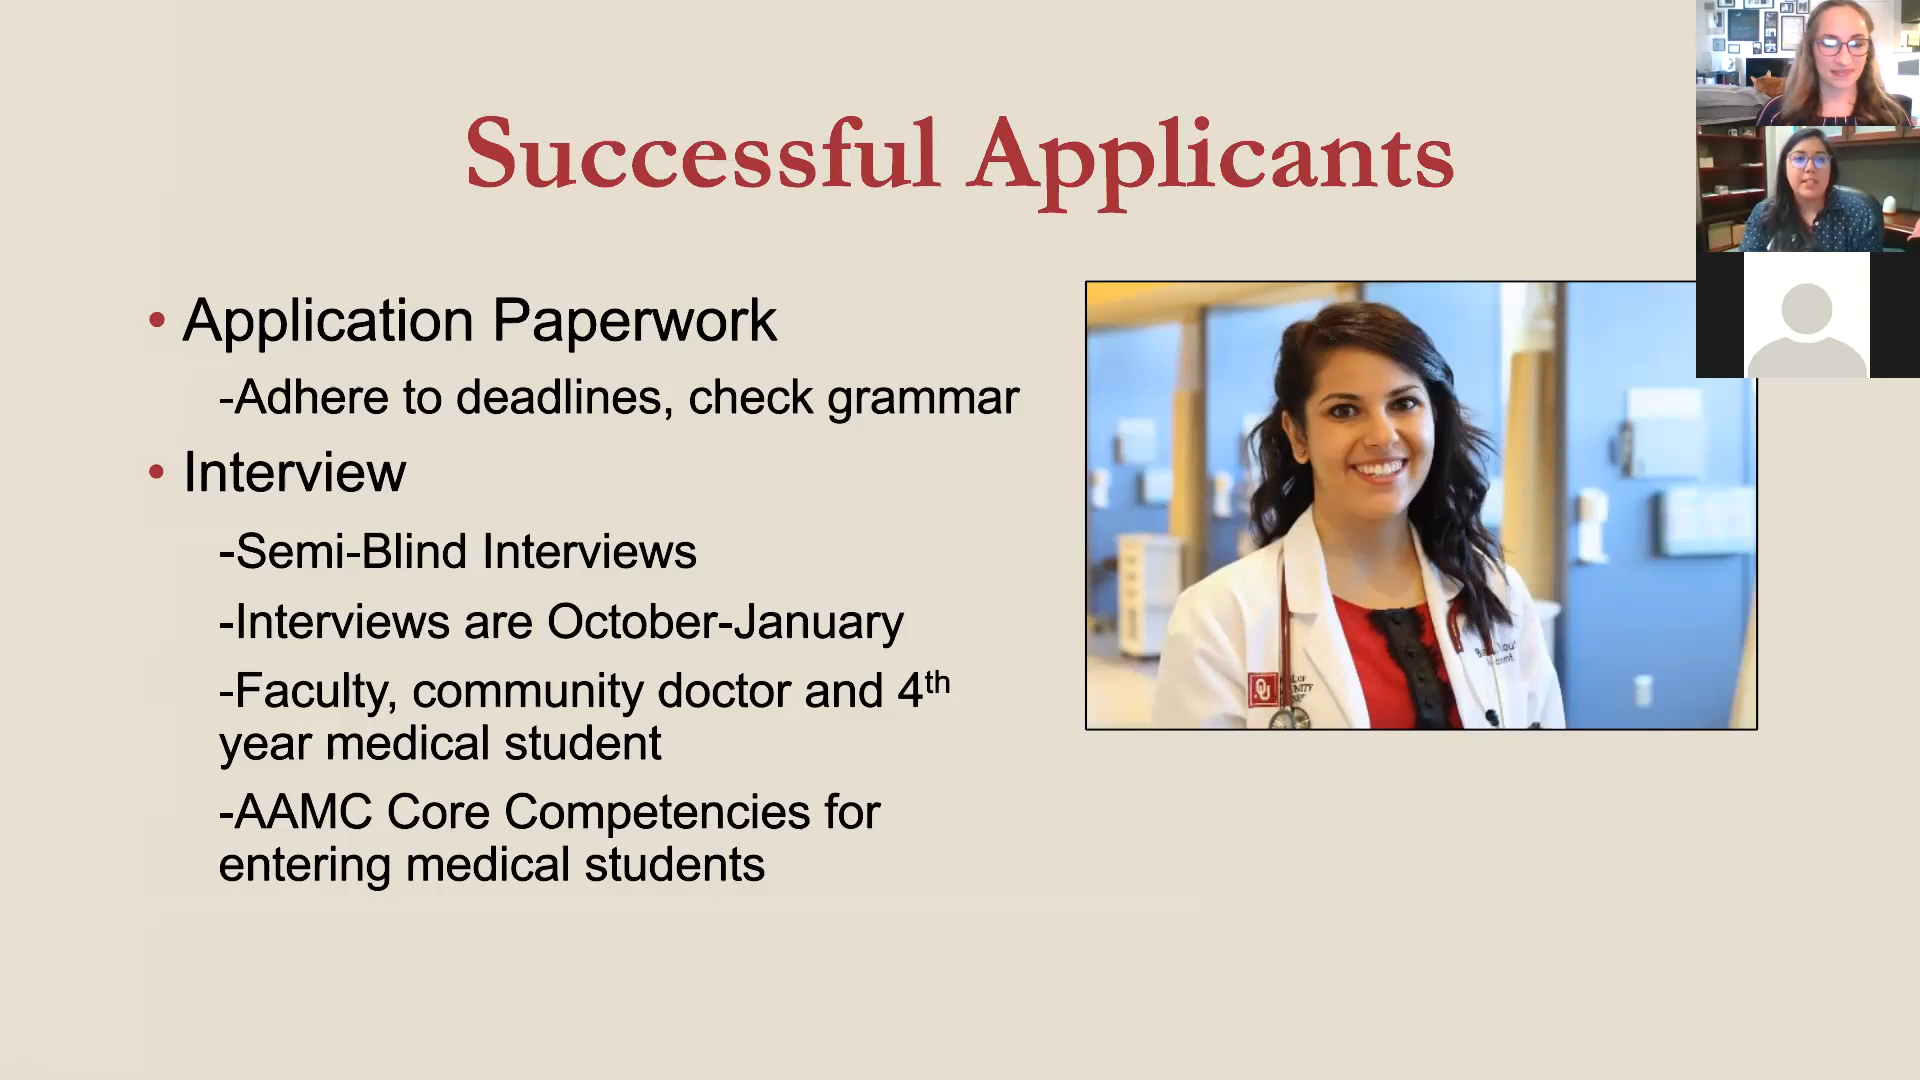 Successful Applicants
• Application Paperwork
-Adhere to deadlines, check grammar
• Interview
-Semi-Blind Interviews
-Interviews are October-January
-Faculty, community doctor and 4th
year medical student
-AAMC Core Competencies for
entering medical students
OU